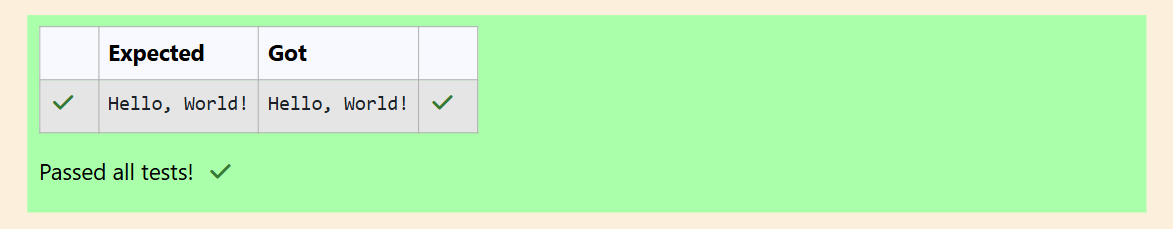 Expected Got
Hello, World! Hello, World!
Passed all tests!